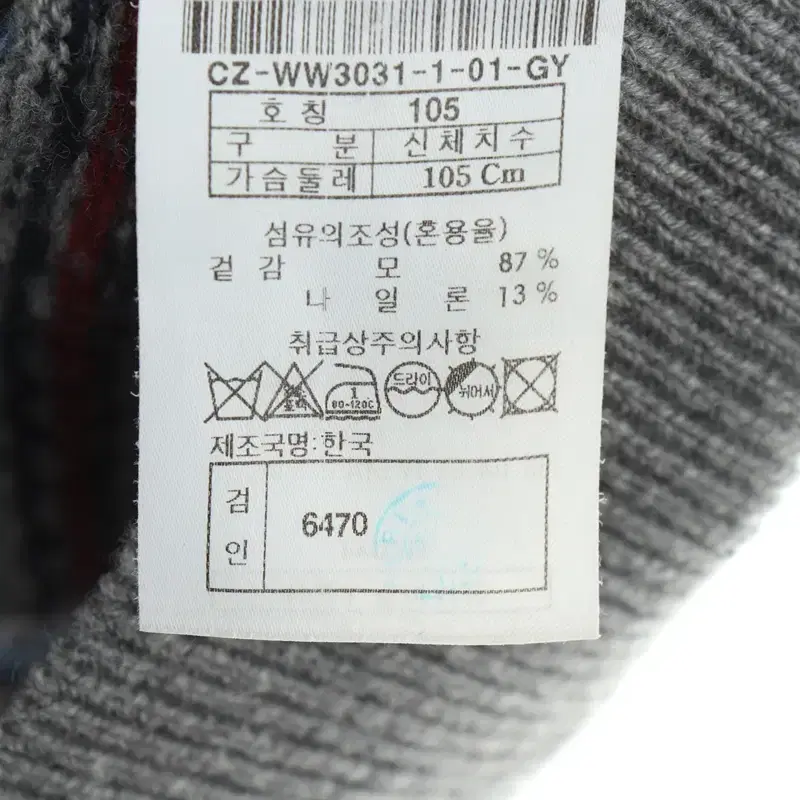 CZ-WW3031-1-01-GY
호칭 105
구 분 신체치수
가슴둘레 105 Cm
섬유의조성(혼용율)
겉 감 모 87 %
나 일 론 13 %
취급상주의사항
드라이 뉘어서
1
80-120C
제조국명:한국
검 인 6470